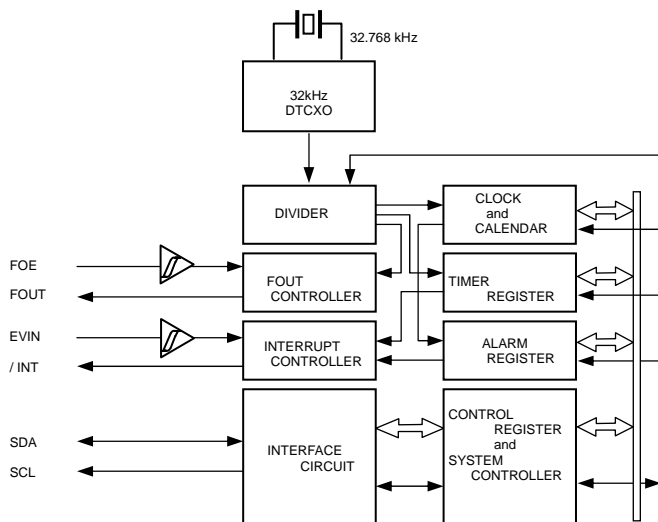 32.768 kHz
32kHz
DTCXO
DIVIDER
CLOCK
and
CALENDAR
FOE
FOUT
FOUT
CONTROLLER
TIMER
REGISTER
EVIN
/ INT
INTERRUPT
CONTROLLER
ALARM
REGISTER
SDA
SCL
INTERFACE
CIRCUIT
CONTROL
REGISTER
and
SYSTEM
CONTROLLER